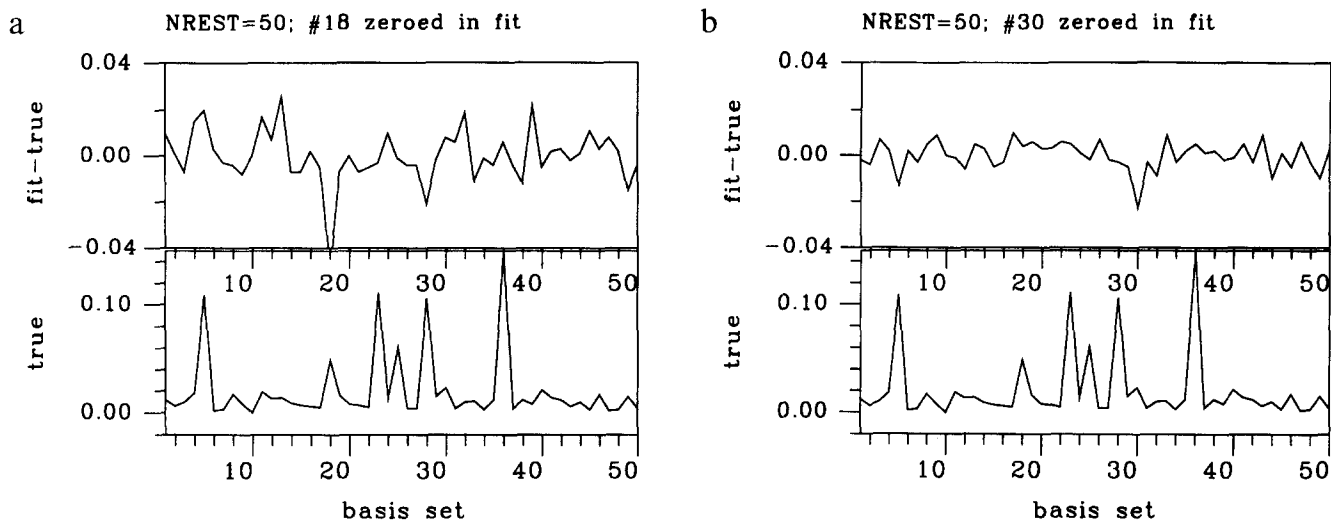 a
NREST=50; #18 zeroed in fit
0.04
0.00
-0.04
fit-true
10 20 30 40 50
0.10
0.00
true
10 20 30 40 50
basis set
b
NREST=50; #30 zeroed in fit
0.04
0.00
-0.04
fit-true
10 20 30 40 50
0.10
0.00
true
10 20 30 40 50
basis set